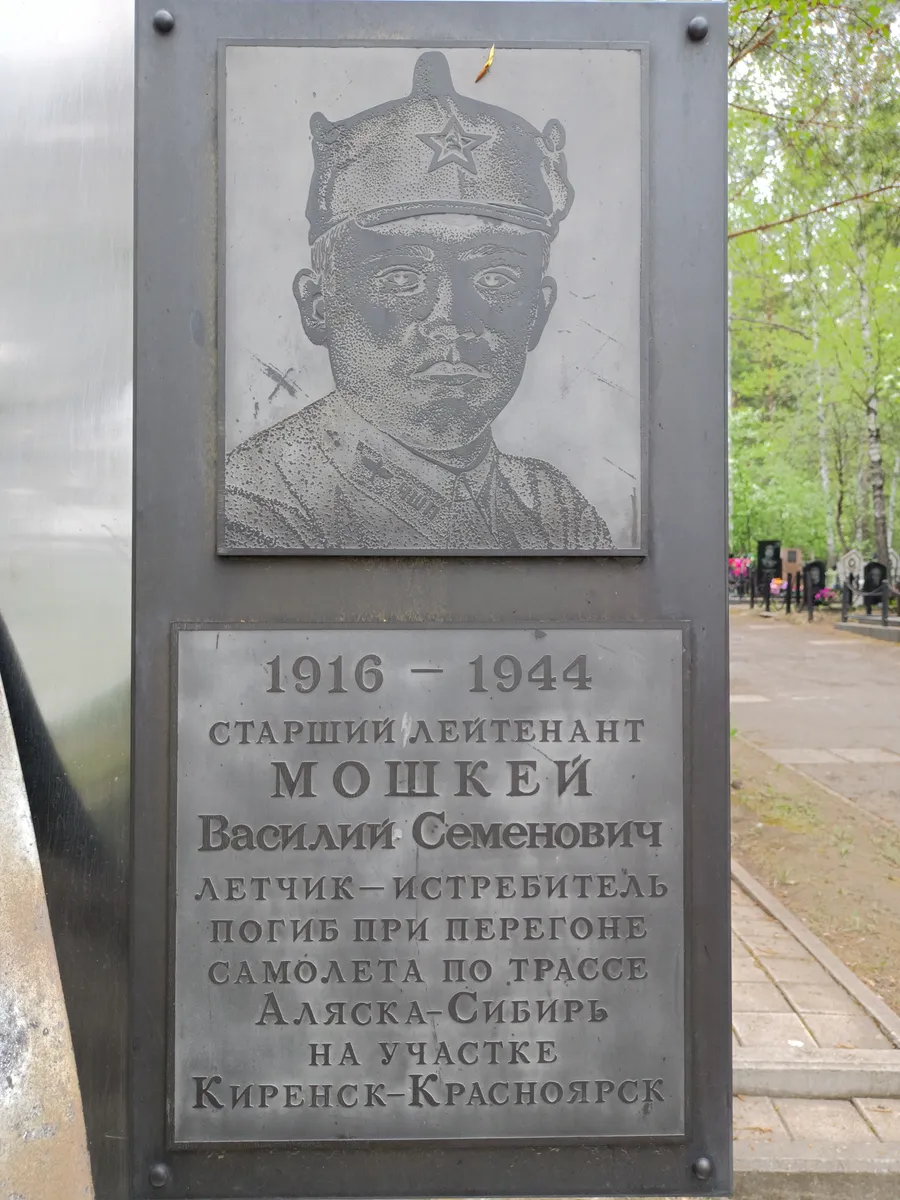 1916 – 1944
СТАРШИЙ ЛЕЙТЕНАНТ
МОШКЕЙ
Василий Семенович
ЛЕТЧИК–ИСТРЕБИТЕЛЬ
ПОГИБ ПРИ ПЕРЕГОНЕ
САМОЛЕТА ПО ТРАССЕ
АЛЯСКА–СИБИРЬ
НА УЧАСТКЕ
КИРЕНСК–КРАСНОЯРСК